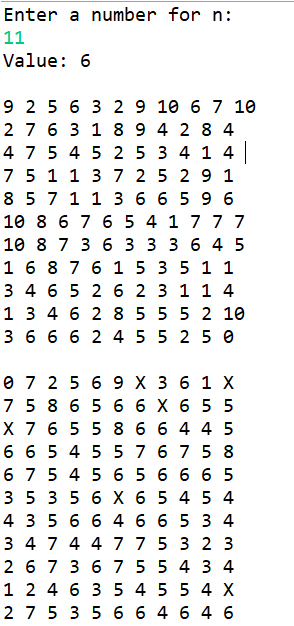 Enter a number for n:
11
Value: 6
9 2 5 6 3 2 9 10 6 7 10
2 7 6 3 1 8 9 4 2 8 4
4 7 5 4 5 2 5 3 4 1 4
7 5 1 1 3 7 2 5 2 9 1
8 5 7 1 1 3 6 6 5 9 6
10 8 6 7 6 5 4 1 7 7 7
10 8 7 3 6 3 3 3 6 4 5
1 6 8 7 6 1 5 3 5 1 1
3 4 6 5 2 6 2 3 1 1 4
1 3 4 6 2 8 5 5 5 2 10
3 6 6 6 2 4 5 5 2 5 0
0 7 2 5 6 9 X 3 6 1 X
7 5 8 6 5 6 6 X 6 5 5
X 7 6 5 5 8 6 6 4 4 5
6 6 5 4 5 5 7 6 7 5 8
6 7 5 4 5 6 5 6 6 6 5
3 5 3 5 6 X 6 5 4 5 4
4 3 5 6 6 4 6 6 5 3 4
3 4 7 4 4 7 7 5 3 2 3
2 6 7 3 6 7 5 5 4 3 4
1 2 4 6 3 5 4 5 5 4 X
2 7 5 3 5 6 6 4 6 4 6